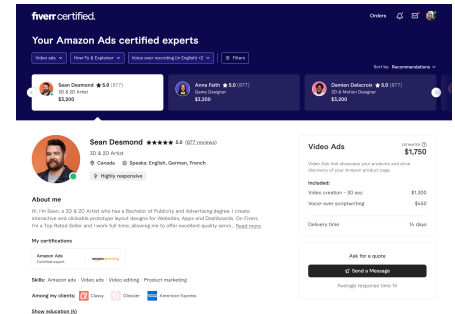 fiverr certified.
Orders
Your Amazon Ads certified experts
Video ads
How-To & Explainer
Voice over recording (in English) +2
Filters
Sort by: Recommendations
Sean Desmond ★ 5.0 (877)
3D & 2D Artist
$3,200
Anna Faith ★ 5.0 (877)
Game Designer
$3,200
Damien Delacroix ★ 5.0 (877)
3D & Motion Designer
$3,200
Sean Desmond ★★★★★ 5.0 (877 reviews)
3D & 2D Artist
Canada Speaks: English, German, French
Highly responsive
About me
Hi, I'm Sean, a 3D & 2D Artist who has a Bachelor of Publicity and Advertising degree. I create
interactive and clickable prototype layout designs for Websites, Apps and Dashboards. On Fiverr,
I'm a Top Rated Seller and I work full-time, allowing me to offer excellent quality servi... Read more
My certifications
Amazon Ads
Certified expert
Skills: Amazon ads · Video ads · Video editing · Product marketing
Among my clients: Classy Glossier American Express
Show education (4)
Video Ads
ESTIMATED
$1,750
Video Ads that showcase your products and drive
discovery of your Amazon product page.
Included:
Video creation - 30 sec $1,200
Voice-over scriptwriting $450
Delivery time 14 days
Ask for a quote
Send a Message
Average response time 1h